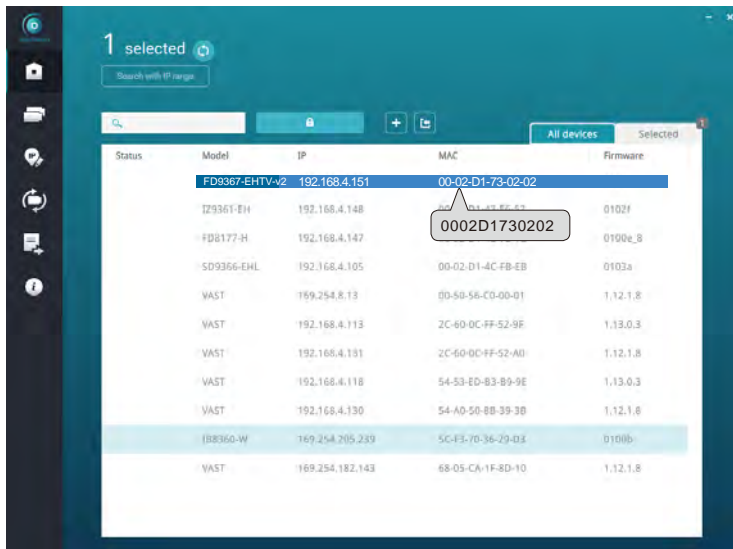 1 selected
Search with IP range
All devices Selected 1
Status Model IP MAC Firmware
FD9367-EHTV-v2 192.168.4.151 00-02-D1-73-02-02
IZ9361-EH 192.168.4.148 0102f
0002D1730202
FD8177-H 192.168.4.147 0100e_8
SD9366-EHL 192.168.4.105 00-02-D1-4C-FB-EB 0103a
VAST 169.254.8.13 00-50-56-C0-00-01 1.12.1.8
VAST 192.168.4.113 2C-60-0C-FF-52-9F 1.13.0.3
VAST 192.168.4.131 2C-60-0C-FF-52-A0 1.12.1.8
VAST 192.168.4.118 54-53-ED-B3-B9-9E 1.13.0.3
VAST 192.168.4.130 54-A0-50-8B-39-3B 1.12.1.8
IB8360-W 169.254.205.239 5C-F3-70-36-29-D3 0100b
VAST 169.254.182.143 68-05-CA-1F-8D-10 1.12.1.8